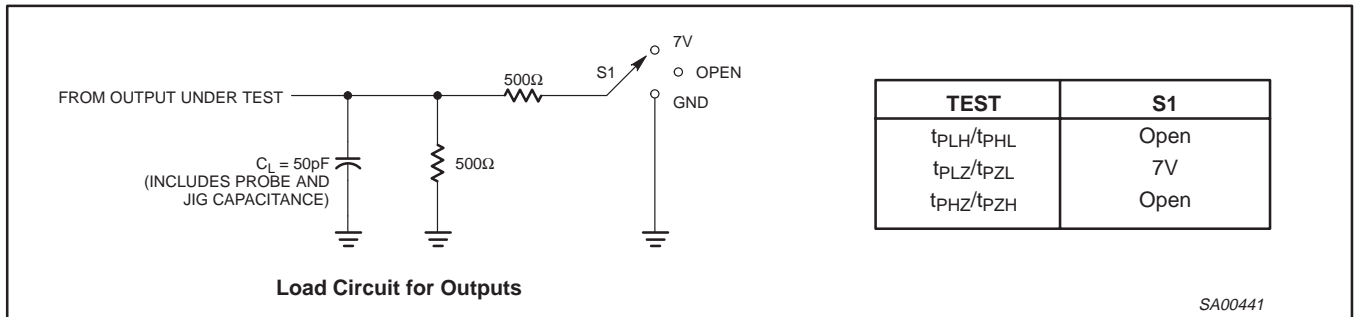 7V
S1
OPEN
500Ω
FROM OUTPUT UNDER TEST
GND
CL = 50pF
(INCLUDES PROBE AND
JIG CAPACITANCE)
500Ω
Load Circuit for Outputs
TEST S1
tPLH/tPHL Open
tPLZ/tPZL 7V
tPHZ/tPZH Open
SA00441